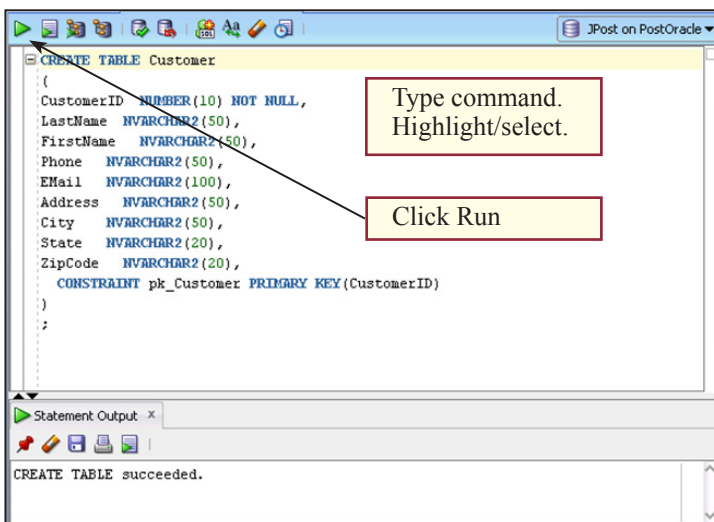 JPost on PostOracle
CREATE TABLE Customer
(
CustomerID NUMBER(10) NOT NULL,
LastName NVARCHAR2(50),
FirstName NVARCHAR2(50),
Phone NVARCHAR2(50),
EMail NVARCHAR2(100),
Address NVARCHAR2(50),
City NVARCHAR2(50),
State NVARCHAR2(20),
ZipCode NVARCHAR2(20),
CONSTRAINT pk_Customer PRIMARY KEY(CustomerID)
)
;
Type command.
Highlight/select.
Click Run
Statement Output x
CREATE TABLE succeeded.